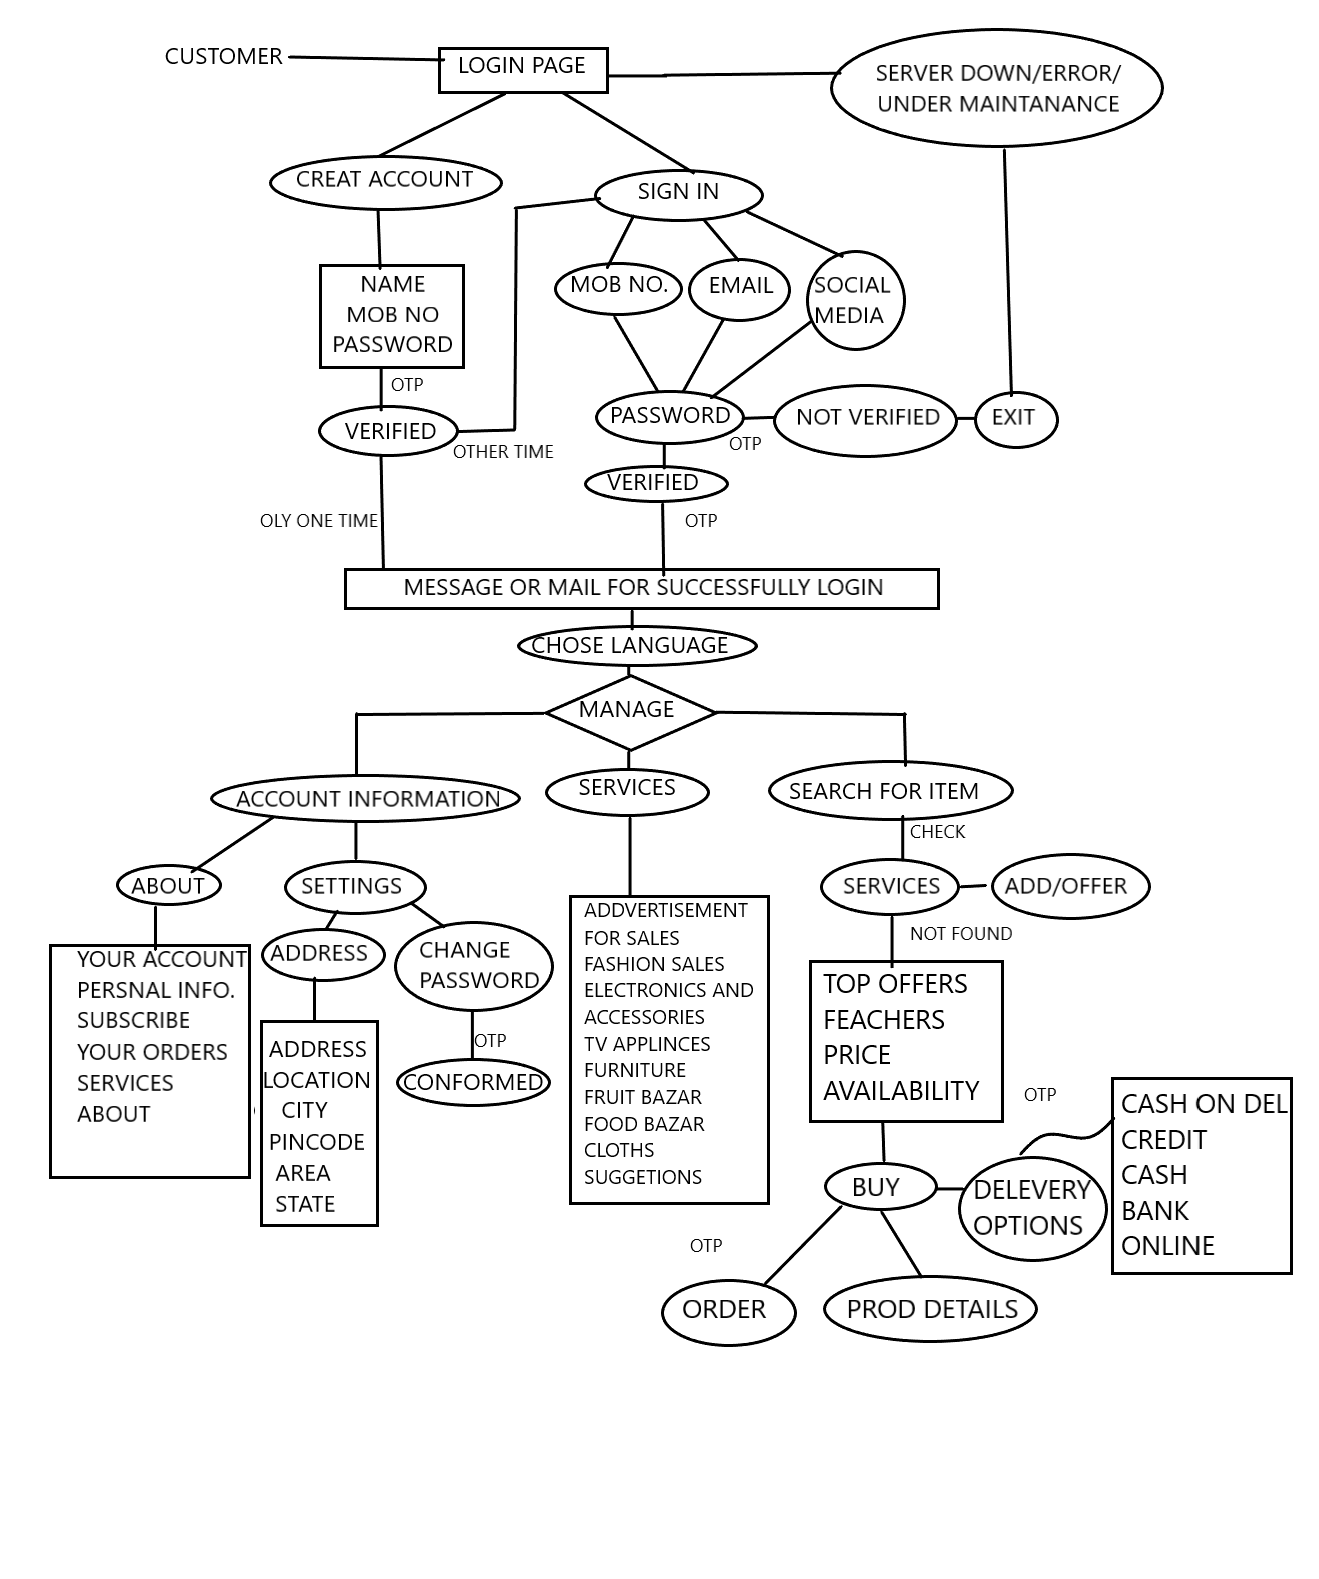 CUSTOMER
LOGIN PAGE
SERVER DOWN/ERROR/
UNDER MAINTANANCE
CREAT ACCOUNT
SIGN IN
NAME
MOB NO
PASSWORD
MOB NO.
EMAIL
SOCIAL
MEDIA
OTP
VERIFIED
OTHER TIME
PASSWORD
OTP
NOT VERIFIED
EXIT
VERIFIED
OLY ONE TIME
OTP
MESSAGE OR MAIL FOR SUCCESSFULLY LOGIN
CHOSE LANGUAGE
MANAGE
ACCOUNT INFORMATION
SERVICES
SEARCH FOR ITEM
CHECK
ABOUT
SETTINGS
SERVICES
ADD/OFFER
YOUR ACCOUNT
PERSNAL INFO.
SUBSCRIBE
YOUR ORDERS
SERVICES
ABOUT
ADDRESS
CHANGE
PASSWORD
ADDRESS
LOCATION
CITY
PINCODE
AREA
STATE
OTP
CONFORMED
ADDVERTISEMENT
FOR SALES
FASHION SALES
ELECTRONICS AND
ACCESSORIES
TV APPLINCES
FURNITURE
FRUIT BAZAR
FOOD BAZAR
CLOTHS
SUGGETIONS
NOT FOUND
TOP OFFERS
FEACHERS
PRICE
AVAILABILITY
OTP
CASH ON DEL
CREDIT
CASH
BANK
ONLINE
BUY
DELEVERY
OPTIONS
OTP
ORDER
PROD DETAILS